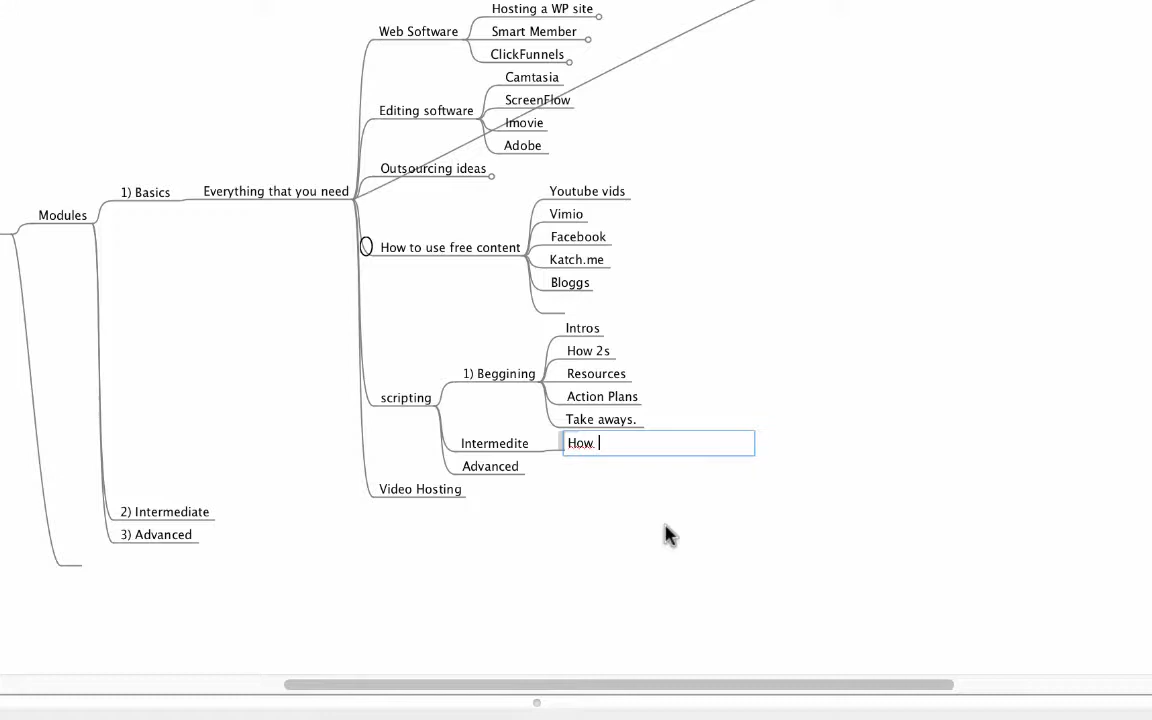 Hosting a WP site
Web Software
Smart Member
ClickFunnels
Camtasia
ScreenFlow
Editing software
Imovie
Adobe
Outsourcing ideas
1) Basics
Everything that you need
Youtube vids
Modules
Vimio
Facebook
How to use free content
Katch.me
Bloggs
Intros
How 2s
1) Beggining
Resources
Action Plans
scripting
Take aways.
Intermedite
How
Advanced
Video Hosting
2) Intermediate
3) Advanced